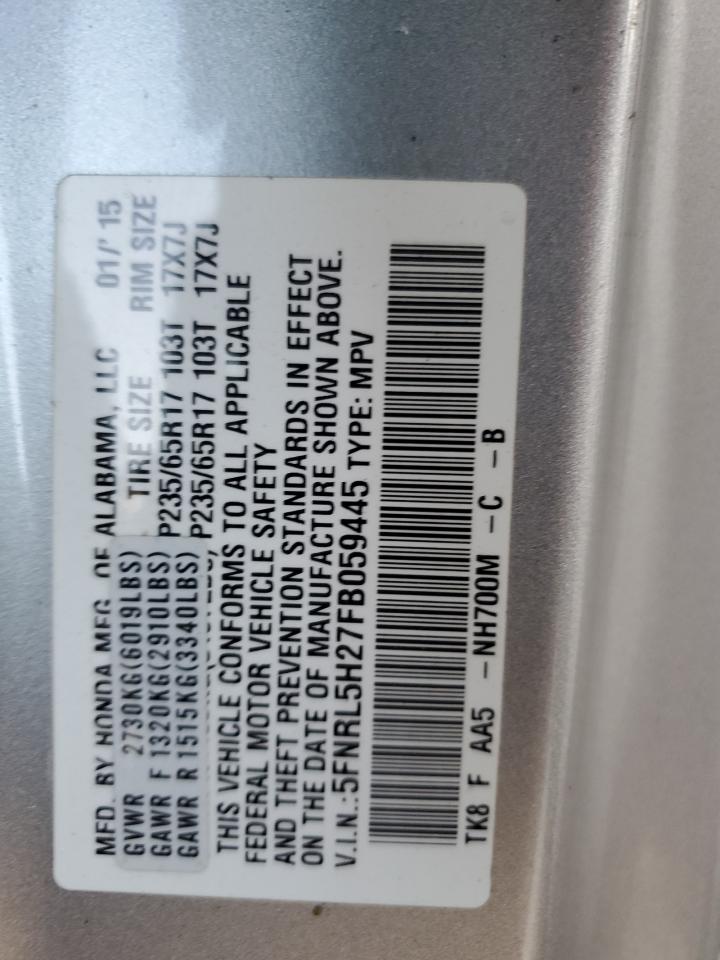 MFD. BY HONDA MFG. OF ALABAMA, LLC 01/' 15
GVWR 2730KG(6019LBS) TIRE SIZE RIM SIZE
GAWR F 1320KG(2910LBS) P235/65R17 103T 17X7J
GAWR R 1515KG(3340LBS) P235/65R17 103T 17X7J
THIS VEHICLE CONFORMS TO ALL APPLICABLE
FEDERAL MOTOR VEHICLE SAFETY
AND THEFT PREVENTION STANDARDS IN EFFECT
ON THE DATE OF MANUFACTURE SHOWN ABOVE.
V.I.N.:5FNRL5H27FB059445 TYPE: MPV
TK8 F AA5 -NH700M -C -B